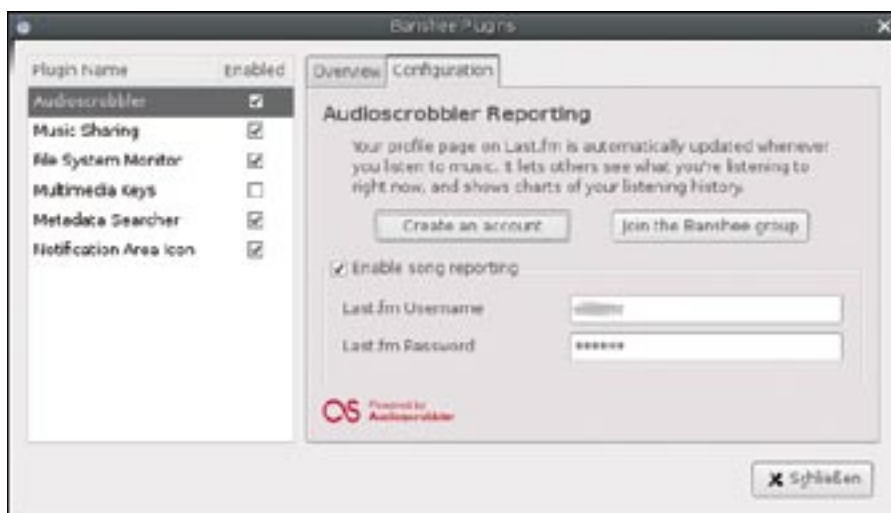 Banshee Plugins
Plugin Name Enabled
Audioscrobbler
Music Sharing
File System Monitor
Multimedia Keys
Metadata Searcher
Notification Area Icon
Overview Configuration
Audioscrobbler Reporting
Your profile page on Last.fm is automatically updated whenever
you listen to music. It lets others see what you're listening to
right now, and shows charts of your listening history.
Create an account Join the Banshee group
Enable song reporting
Last.fm Username
Last.fm Password ******
Powered by
Audioscrobbler
Schließen